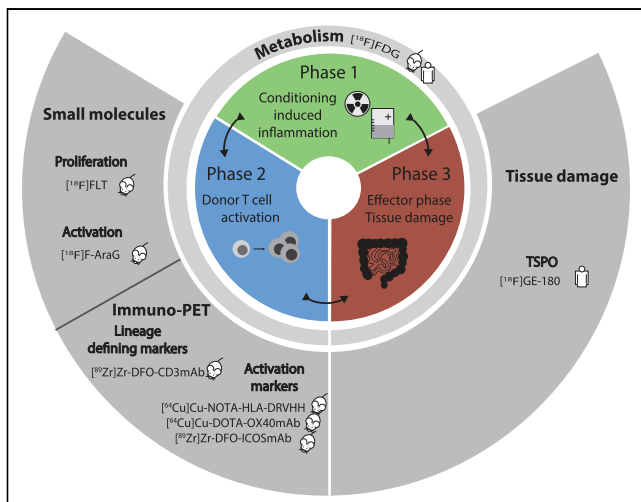 Metabolism [¹⁸F]FDG
Phase 1
Conditioning
induced
inflammation
+
-
Phase 2
Donor T cell
activation
Phase 3
Effector phase
Tissue damage
Small molecules
Proliferation
[¹⁸F]FLT
Activation
[¹⁸F]F-AraG
Immuno-PET
Lineage
defining markers
[⁸⁹Zr]Zr-DFO-CD3mAb
Activation
markers
[⁶⁴Cu]Cu-NOTA-HLA-DRVHH
[⁶⁴Cu]Cu-DOTA-OX40mAb
[⁸⁹Zr]Zr-DFO-ICOSmAb
Tissue damage
TSPO
[¹⁸F]GE-180